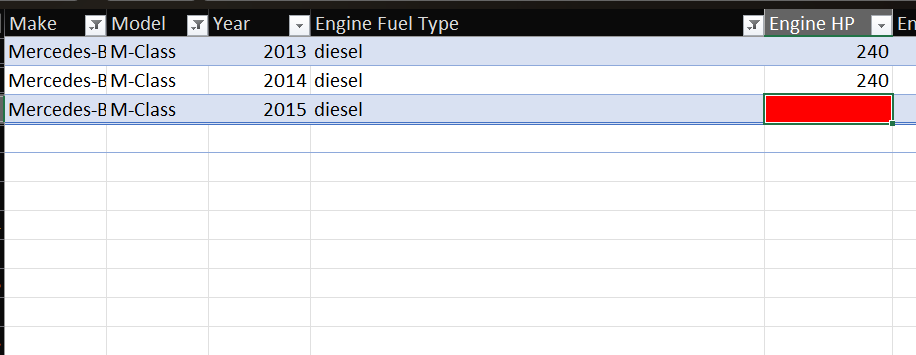 Make Model Year Engine Fuel Type Engine HP En
Mercedes-B M-Class 2013 diesel 240
Mercedes-B M-Class 2014 diesel 240
Mercedes-B M-Class 2015 diesel